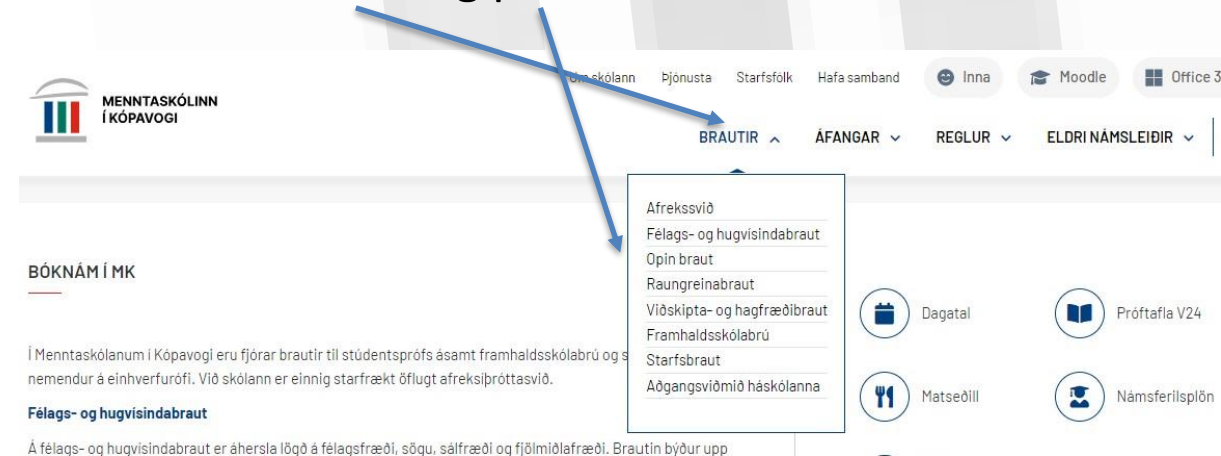 Um skólann Þjónusta Starfsfólk Hafa samband Inna Moodle Office 3
MENNTASKÓLINN
Í KÓPAVOGI
BRAUTIR ÁFANGAR REGLUR ELDRI NÁMSLEIÐIR
Afrekssvið
Félags- og hugvísindabraut
Opin braut
Raungreinabraut
Viðskipta- og hagfræðibraut
Framhaldsskólabrú
Starfsbraut
Aðgangsviðmið háskólanna
BÓKNÁM Í MK
Í Menntaskólanum í Kópavogi eru fjórar brautir til stúdentsprófs ásamt framhaldsskólabrú og s
nemendur á einhverfurófi. Við skólann er einnig starfrækt öflugt afreksíþróttasvið.
Félags- og hugvísindabraut
Á félags- og hugvísindabraut er áhersla lögð á félagsfræði, sögu, sálfræði og fjölmiðlafræði. Brautin býður upp
Dagatal
Próftafla V24
Matseðill
Námsferilsplön